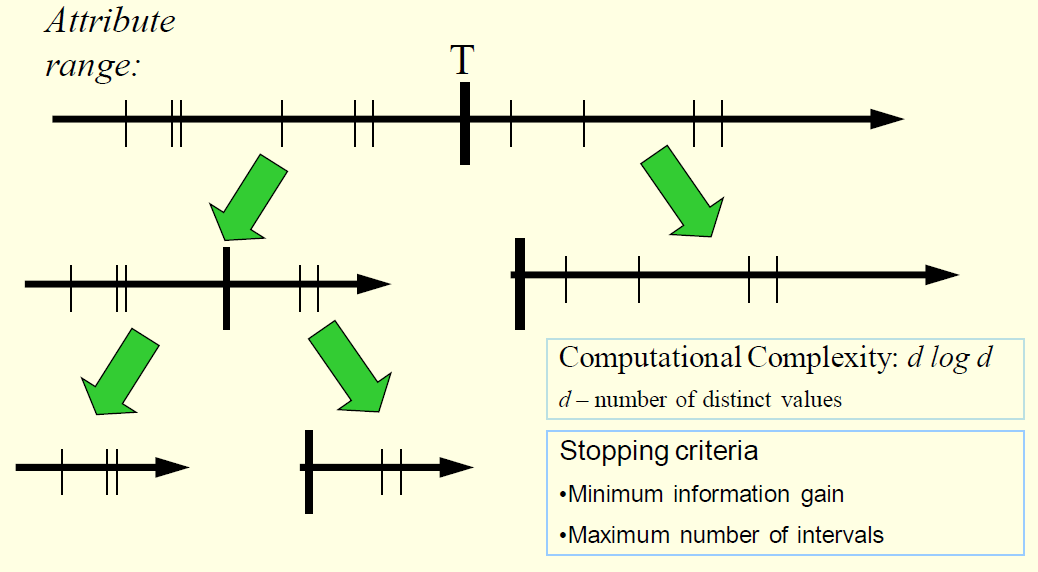 Attribute
range:
T
Computational Complexity: d log d
d – number of distinct values
Stopping criteria
•Minimum information gain
•Maximum number of intervals